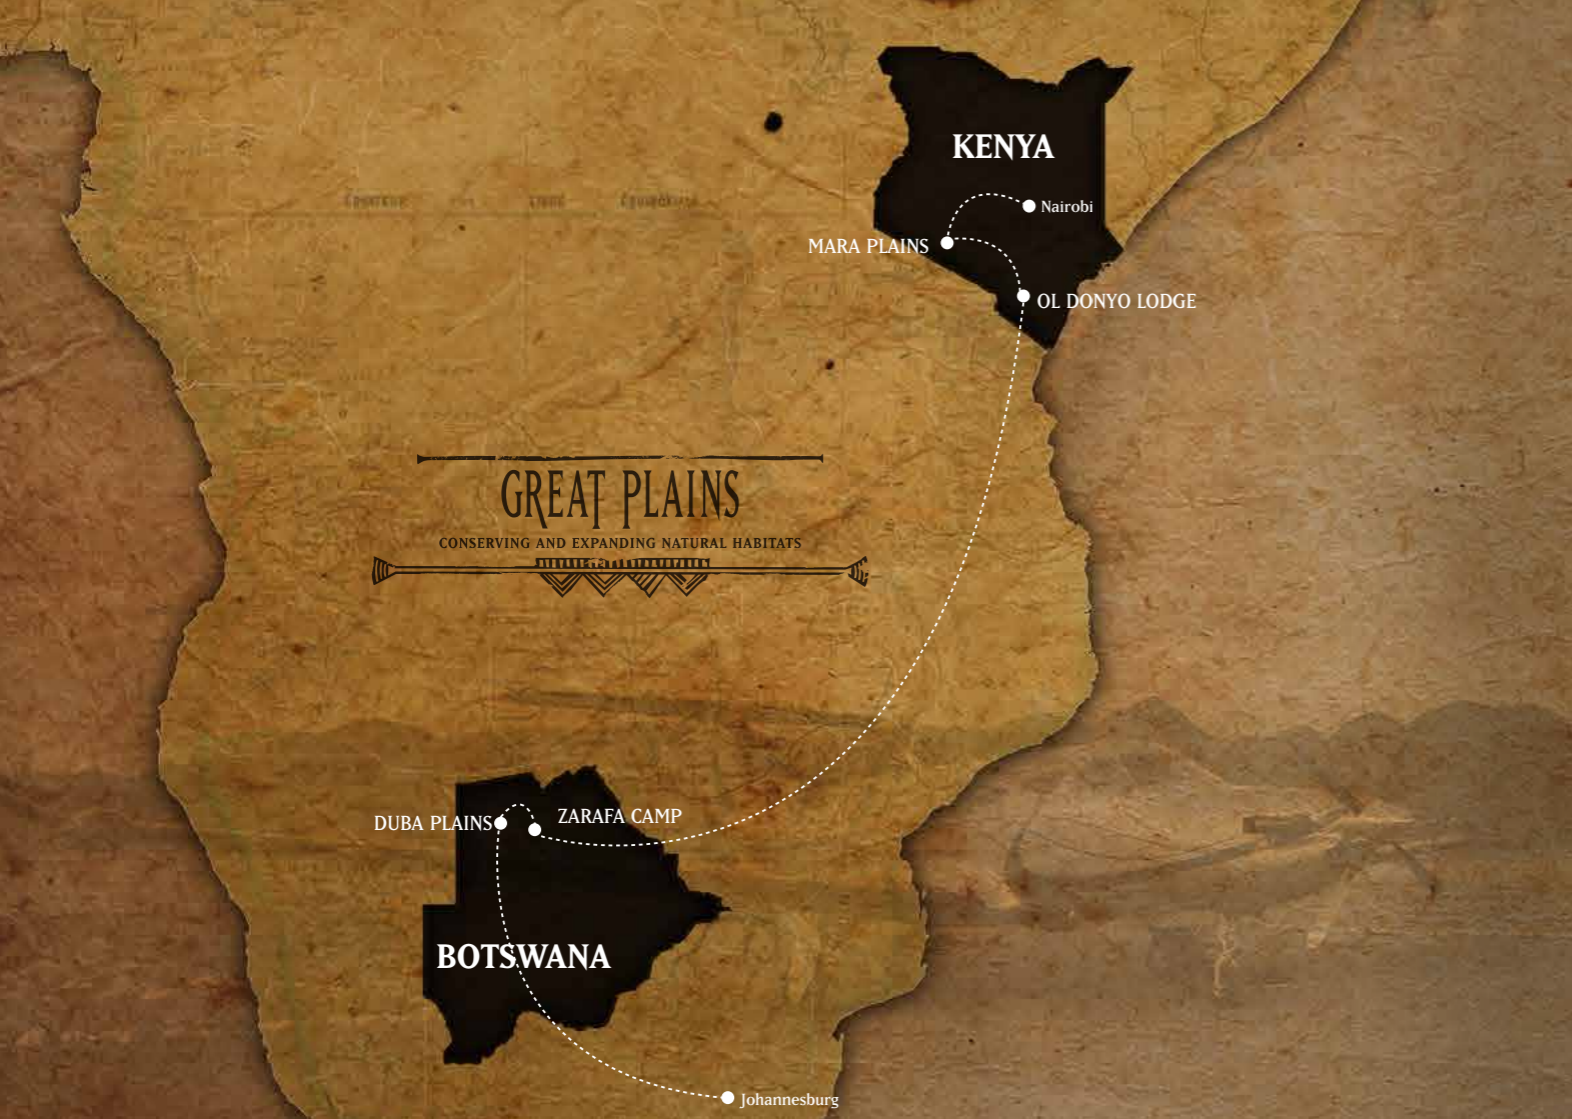 KENYA
Nairobi
MARA PLAINS
OL DONYO LODGE
GREAT PLAINS
CONSERVING AND EXPANDING NATURAL HABITATS
ZARAFA CAMP
DUBA PLAINS
BOTSWANA
Johannesburg